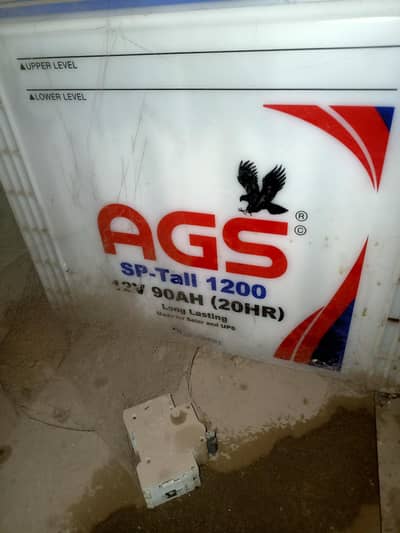 ▲UPPER LEVEL
▲LOWER LEVEL
AGS ® ©
SP-Tall 1200
12V 90AH (20HR)
Long Lasting
Made for Solar and UPS